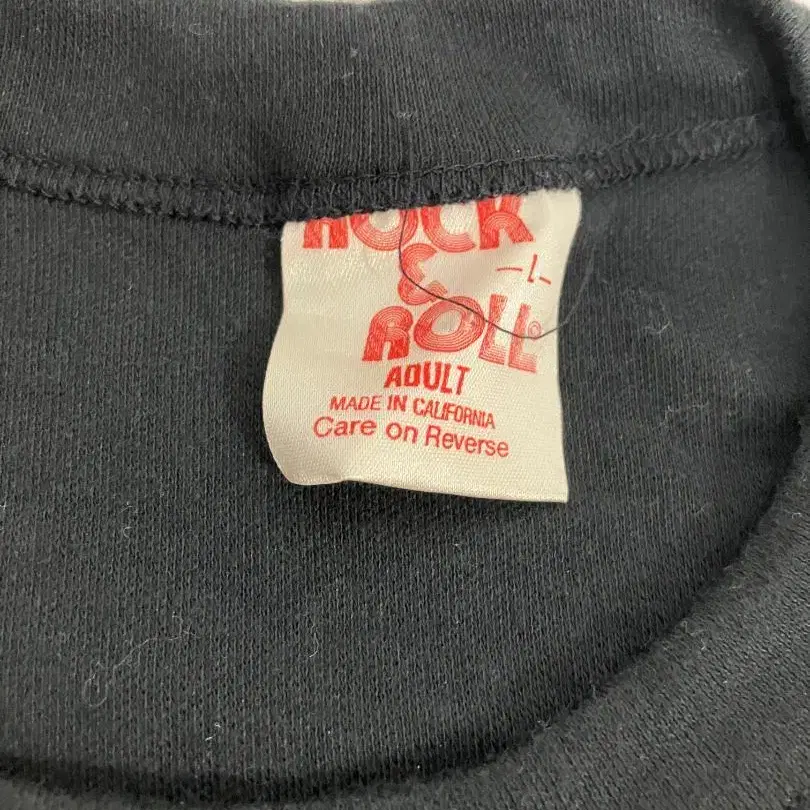 ROCK
&
-L-
ROLL
ADULT
MADE IN CALIFORNIA
Care on Reverse